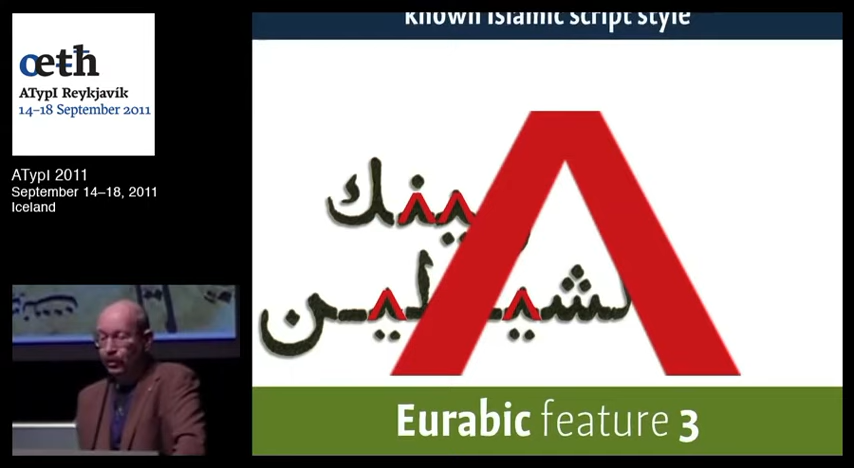 œtħ
ATypI Reykjavík
14–18 September 2011
ATypI 2011
September 14–18, 2011
Iceland
known Islamic script style
Eurabic feature 3